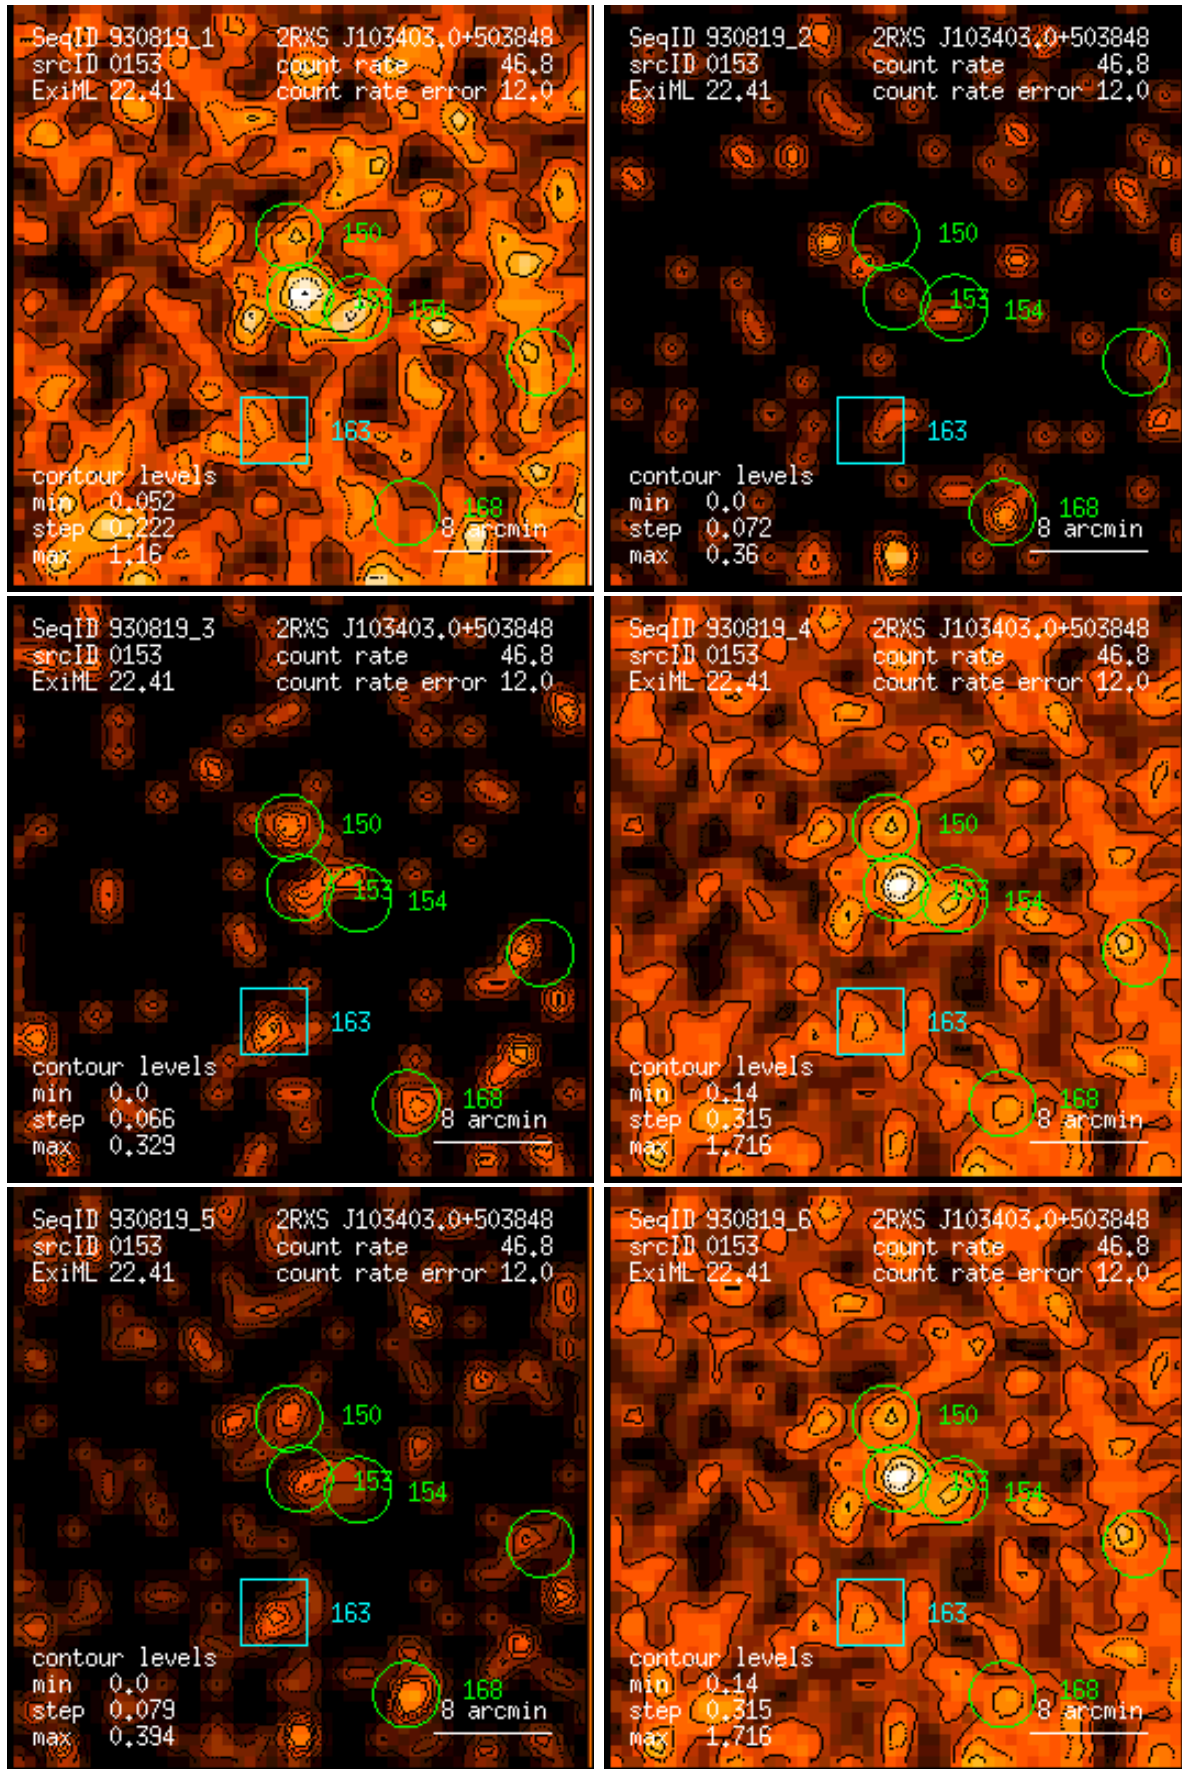 SeqID 930819_1 2RXS J103403.0+503848
srcID 0153 count rate 46.8
ExiML 22.41 count rate error 12.0
150
153
154
163
contour levels
min 0.052
168
step 0.222
8 arcmin
max 1.16
SeqID 930819_2 2RXS J103403.0+503848
srcID 0153 count rate 46.8
ExiML 22.41 count rate error 12.0
150
153
154
163
contour levels
min 0.0
168
step 0.072
8 arcmin
max 0.36
SeqID 930819_3 2RXS J103403.0+503848
srcID 0153 count rate 46.8
ExiML 22.41 count rate error 12.0
150
153
154
163
contour levels
min 0.0
168
step 0.066
8 arcmin
max 0.329
SeqID 930819_4 2RXS J103403.0+503848
srcID 0153 count rate 46.8
ExiML 22.41 count rate error 12.0
150
153
154
163
contour levels
min 0.14
168
step 0.315
8 arcmin
max 1.716
SeqID 930819_5 2RXS J103403.0+503848
srcID 0153 count rate 46.8
ExiML 22.41 count rate error 12.0
150
153
154
163
contour levels
min 0.0
168
step 0.079
8 arcmin
max 0.394
SeqID 930819_6 2RXS J103403.0+503848
srcID 0153 count rate 46.8
ExiML 22.41 count rate error 12.0
150
153
154
163
contour levels
min 0.14
168
step 0.315
8 arcmin
max 1.716